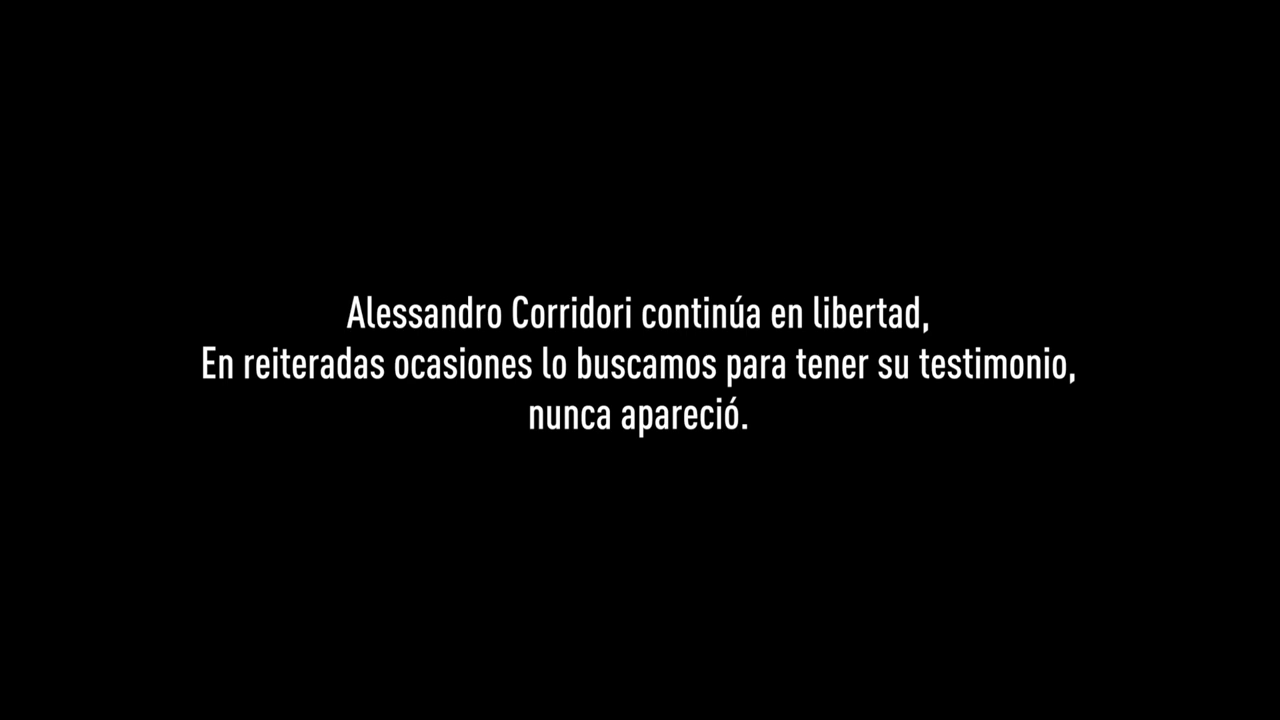 Alessandro Corridori continúa en libertad,
En reiteradas ocasiones lo buscamos para tener su testimonio,
nunca apareció.